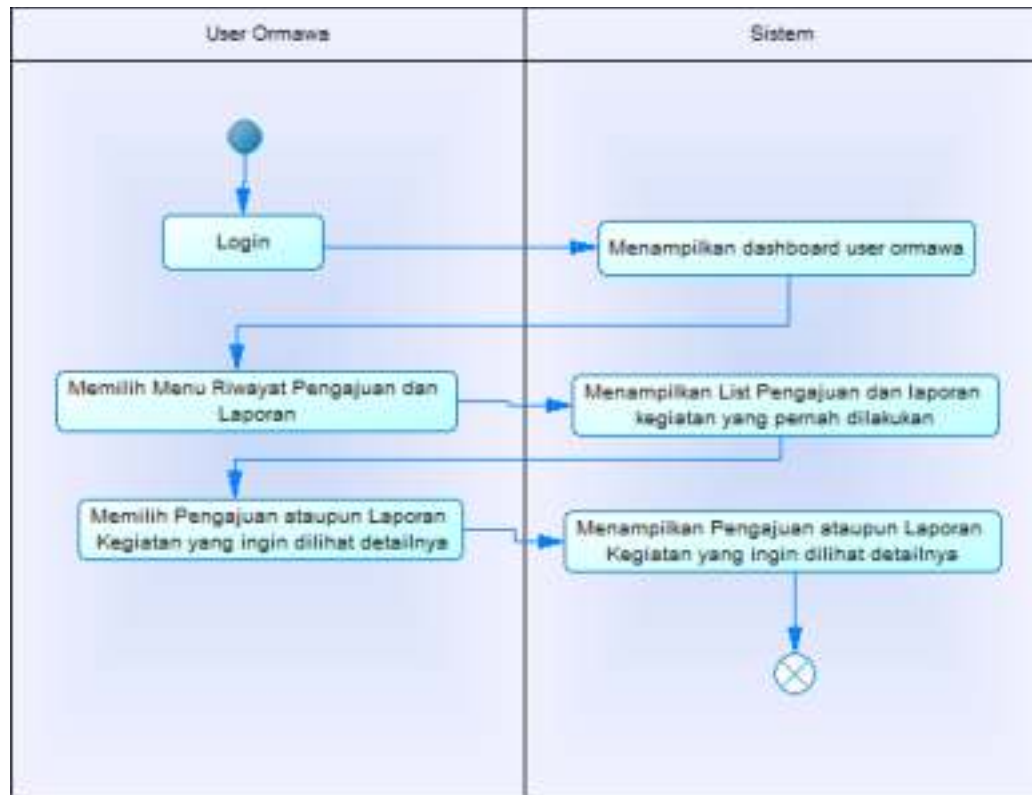 User Ormawa
Sistem
Login
Menampilkan dashboard user ormawa
Memilih Menu Riwayat Pengajuan dan
Laporan
Menampilkan List Pengajuan dan laporan
kegiatan yang pernah dilakukan
Memilih Pengajuan ataupun Laporan
Kegiatan yang ingin dilihat detailnya
Menampilkan Pengajuan ataupun Laporan
Kegiatan yang ingin dilihat detailnya